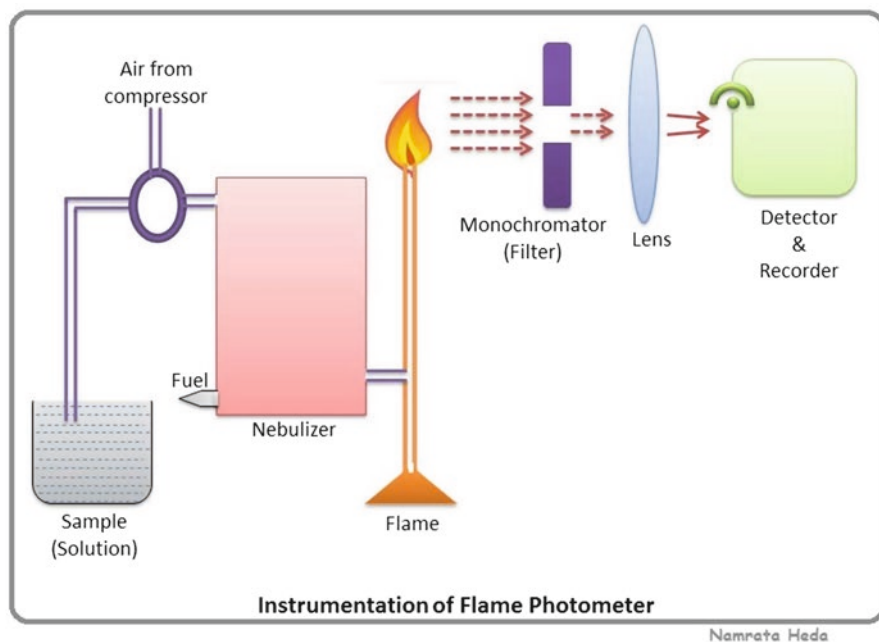 Air from
compressor
Monochromator
(Filter)
Lens
Detector
&
Recorder
Fuel
Nebulizer
Sample
(Solution)
Flame
Instrumentation of Flame Photometer
Namrata Heda